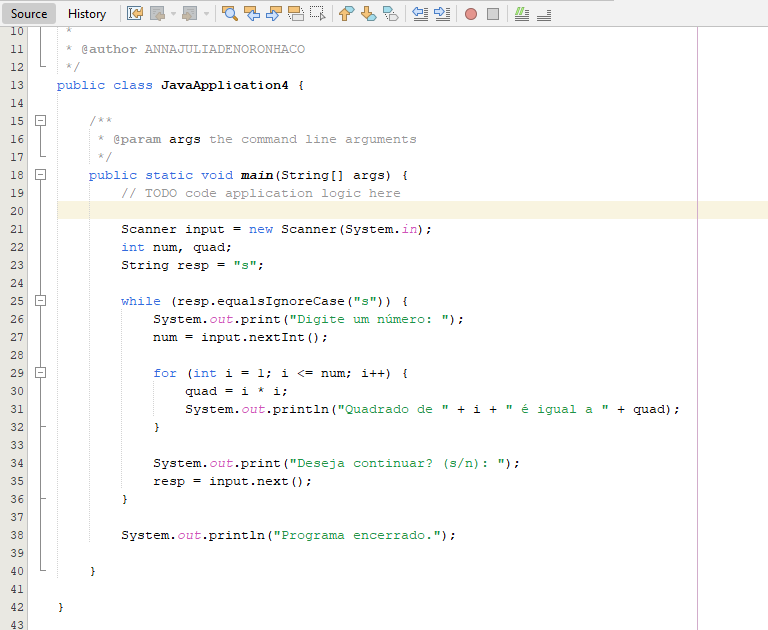 Source History
10 *
11 * @author ANNAJULIADENORONHACO
12 */
13 public class JavaApplication4 {
14
15 /**
16 * @param args the command line arguments
17 */
18 public static void main(String[] args) {
19 // TODO code application logic here
20
21 Scanner input = new Scanner(System.in);
22 int num, quad;
23 String resp = "s";
24
25 while (resp.equalsIgnoreCase("s")) {
26 System.out.print("Digite um número: ");
27 num = input.nextInt();
28
29 for (int i = 1; i <= num; i++) {
30 quad = i * i;
31 System.out.println("Quadrado de " + i + " é igual a " + quad);
32 }
33
34 System.out.print("Deseja continuar? (s/n): ");
35 resp = input.next();
36 }
37
38 System.out.println("Programa encerrado.");
39
40 }
41
42 }
43